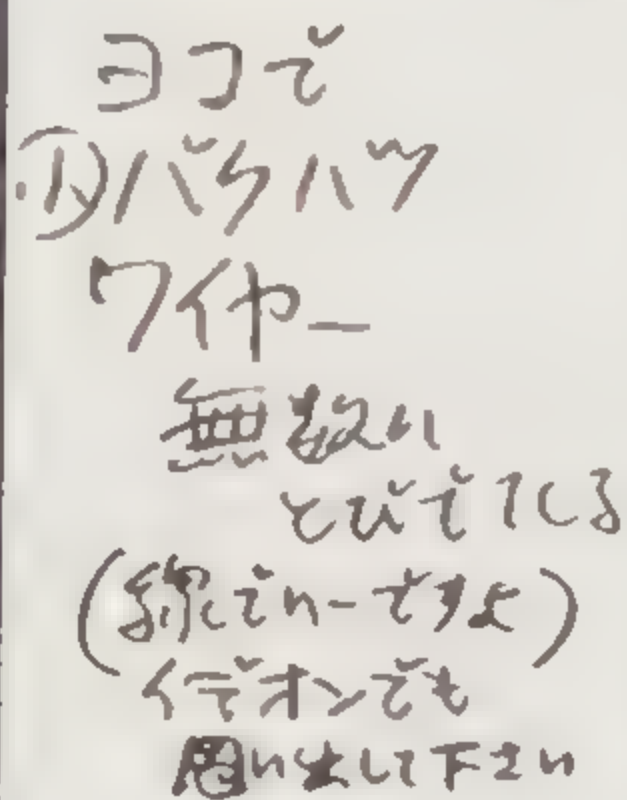 ヨコで
①バクハツ
ワイヤー
無数に
とびでてくる
(線でいーですよ)
イデオンでも
思い出して下さい